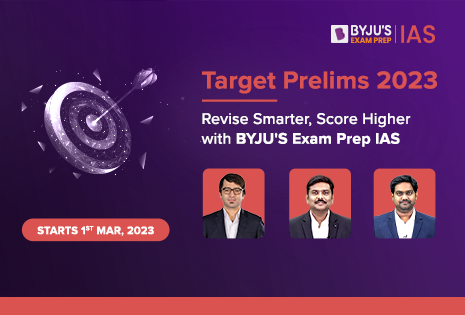 BYJU'S
EXAM PREP
IAS
Target Prelims 2023
Revise Smarter, Score Higher
with BYJU'S Exam Prep IAS
STARTS 1ST MAR, 2023